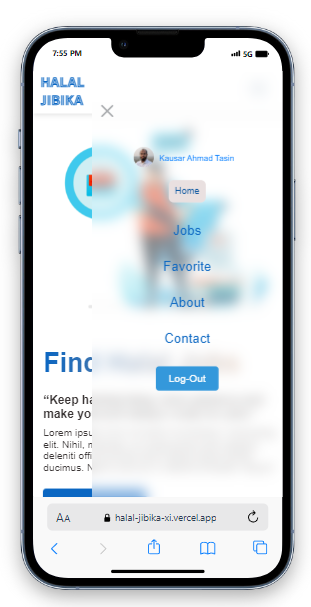 7:55 PM
5G
HALAL
JIBIKA
Kausar Ahmad Tasin
Home
Jobs
Favorite
About
Contact
Log-Out
Find
“Keep ha
make yo
Lorem ipsu
elit. Nihil, n
deleniti offi
ducimus. N
AA
halal-jibika-xi.vercel.app